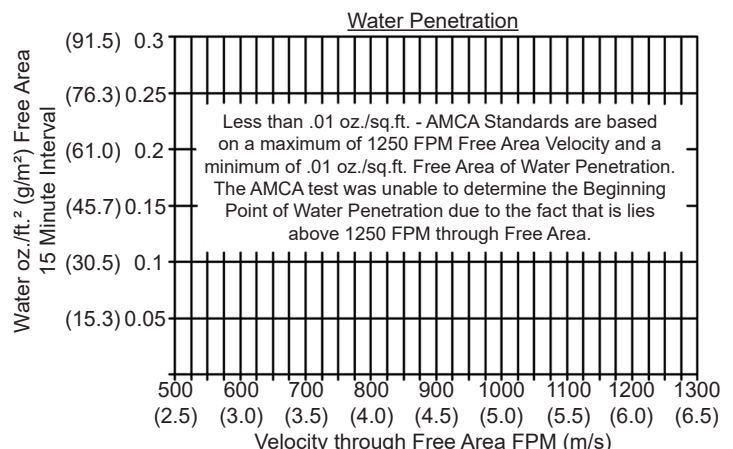 Water Penetration
Water oz./ft.² (g/m²) Free Area
15 Minute Interval
(91.5) 0.3
(76.3) 0.25
(61.0) 0.2
(45.7) 0.15
(30.5) 0.1
(15.3) 0.05
Less than .01 oz./sq.ft. - AMCA Standards are based
on a maximum of 1250 FPM Free Area Velocity and a
minimum of .01 oz./sq.ft. Free Area of Water Penetration.
The AMCA test was unable to determine the Beginning
Point of Water Penetration due to the fact that is lies
above 1250 FPM through Free Area.
500 600 700 800 900 1000 1100 1200 1300
(2.5) (3.0) (3.5) (4.0) (4.5) (5.0) (5.5) (6.0) (6.5)
Velocity through Free Area FPM (m/s)